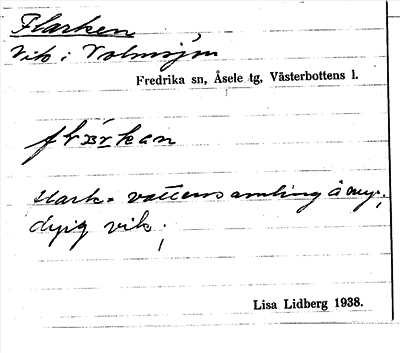 Flarken
Vik i Volmsjön
Fredrika sn, Åsele tg, Västerbottens l.
flark = vattensamling å myr;
dyig vik;
Lisa Lidberg 1938.